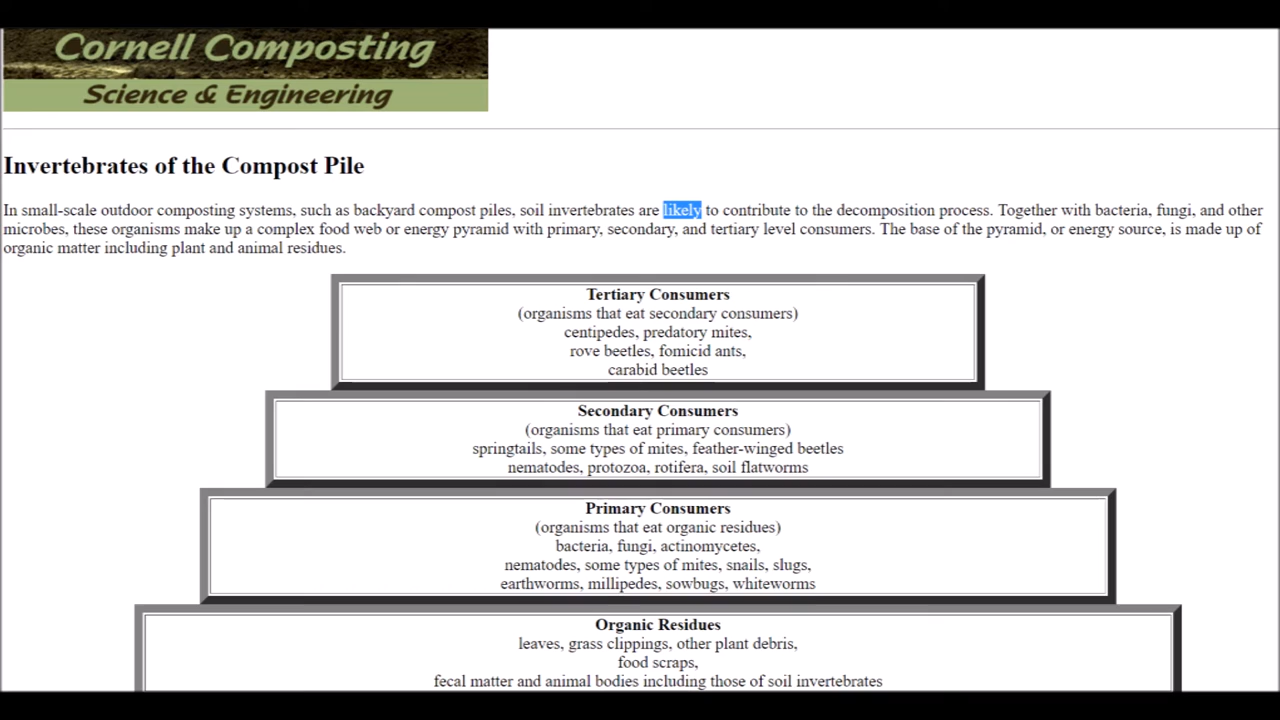 Cornell Composting
Science & Engineering
Invertebrates of the Compost Pile
In small-scale outdoor composting systems, such as backyard compost piles, soil invertebrates are likely to contribute to the decomposition process. Together with bacteria, fungi, and other
microbes, these organisms make up a complex food web or energy pyramid with primary, secondary, and tertiary level consumers. The base of the pyramid, or energy source, is made up of
organic matter including plant and animal residues.
Tertiary Consumers
(organisms that eat secondary consumers)
centipedes, predatory mites,
rove beetles, fomicid ants,
carabid beetles
Secondary Consumers
(organisms that eat primary consumers)
springtails, some types of mites, feather-winged beetles
nematodes, protozoa, rotifera, soil flatworms
Primary Consumers
(organisms that eat organic residues)
bacteria, fungi, actinomycetes,
nematodes, some types of mites, snails, slugs,
earthworms, millipedes, sowbugs, whiteworms
Organic Residues
leaves, grass clippings, other plant debris,
food scraps,
fecal matter and animal bodies including those of soil invertebrates